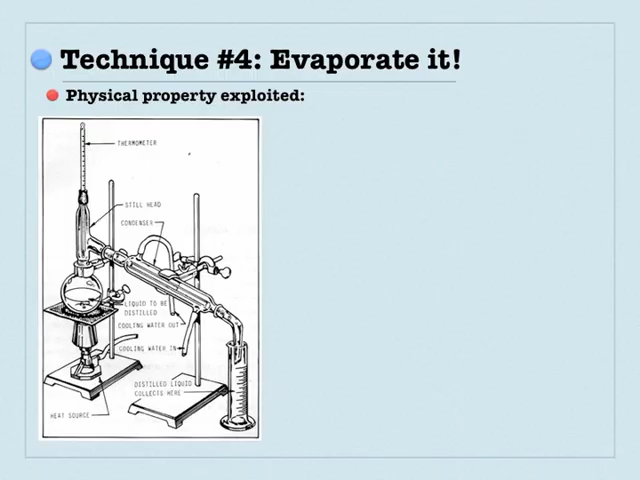 Technique #4: Evaporate it!
Physical property exploited:
THERMOMETER
STILL HEAD
CONDENSER
LIQUID TO BE
DISTILLED
COOLING WATER OUT
COOLING WATER IN
DISTILLED LIQUID
COLLECTS HERE
HEAT SOURCE